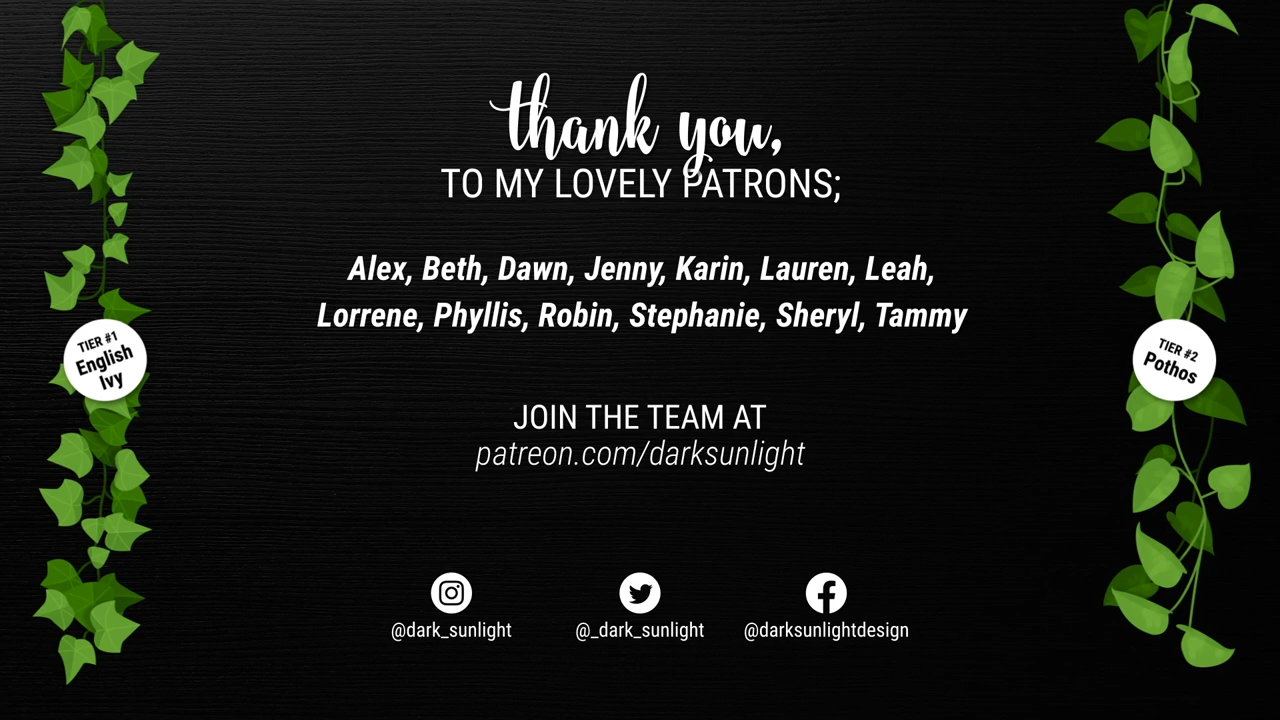 thank you,
TO MY LOVELY PATRONS;
Alex, Beth, Dawn, Jenny, Karin, Lauren, Leah,
Lorrene, Phyllis, Robin, Stephanie, Sheryl, Tammy
TIER #1
English
Ivy
TIER #2
Pothos
JOIN THE TEAM AT
patreon.com/darksunlight
@dark_sunlight
@_dark_sunlight
@darksunlightdesign